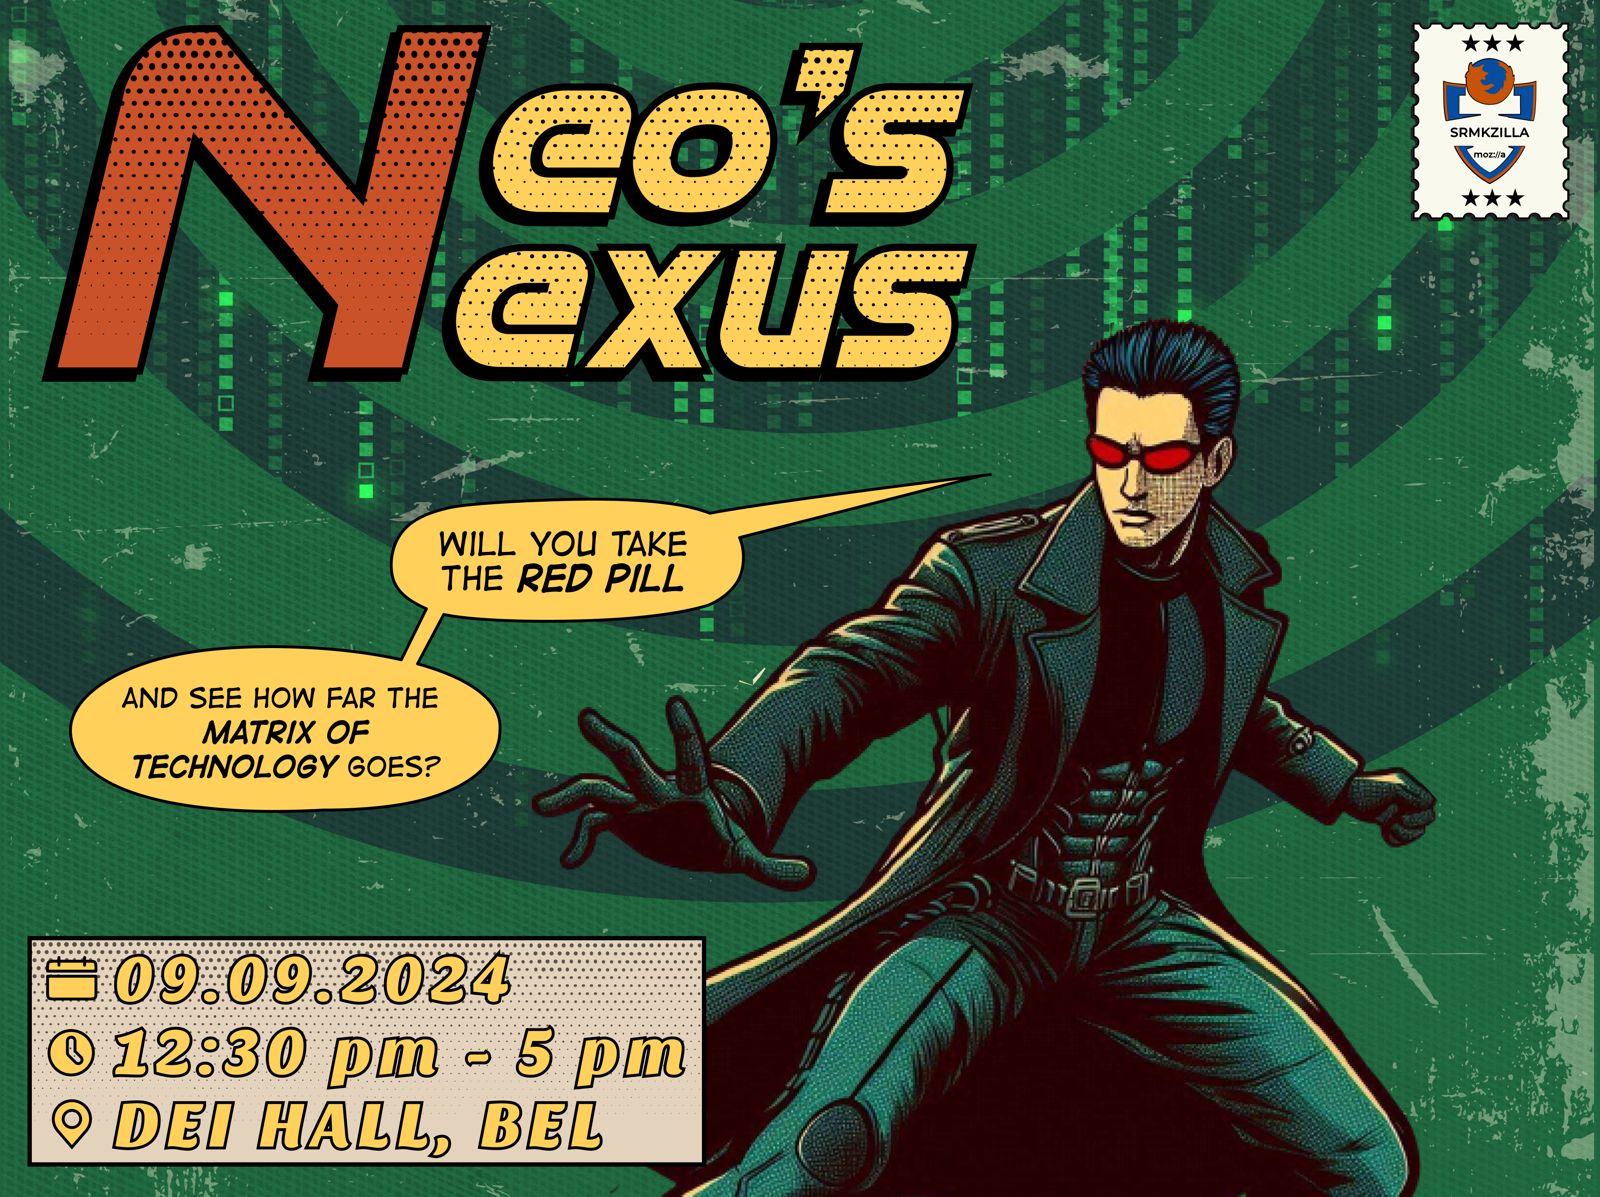 Neo's
Nexus
SRMKZILLA
moz://a
WILL YOU TAKE
THE RED PILL
AND SEE HOW FAR THE
MATRIX OF
TECHNOLOGY GOES?
09.09.2024
12:30 pm - 5 pm
DEI HALL, BEL